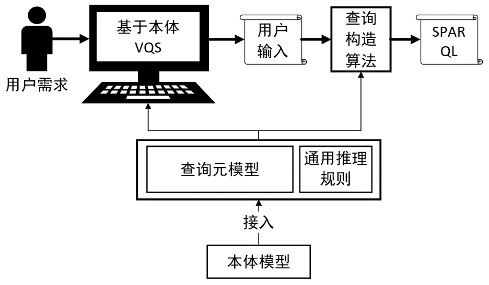 用户需求
基于本体
VQS
用户
输入
查询
构造
算法
SPAR
QL
查询元模型
通用推理
规则
接入
本体模型